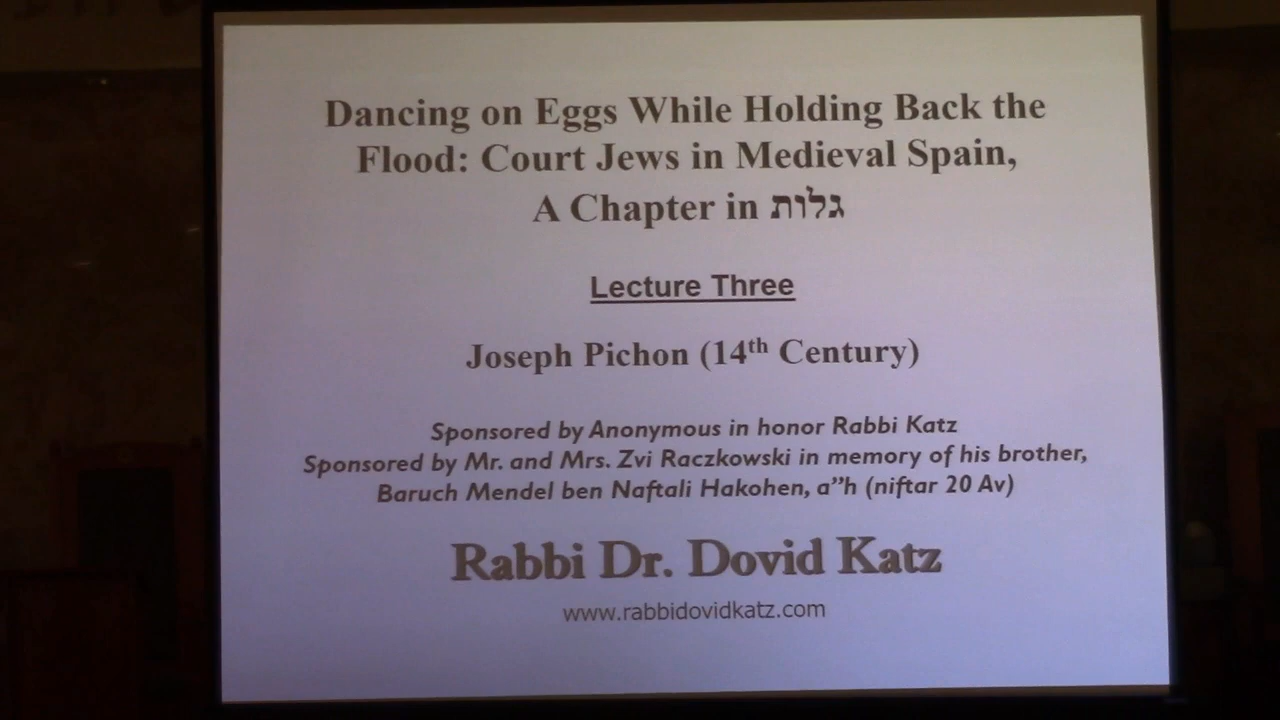 Dancing on Eggs While Holding Back the
Flood: Court Jews in Medieval Spain,
A Chapter in גלות
Lecture Three
Joseph Pichon (14th Century)
Sponsored by Anonymous in honor Rabbi Katz
Sponsored by Mr. and Mrs. Zvi Raczkowski in memory of his brother,
Baruch Mendel ben Naftali Hakohen, a”h (niftar 20 Av)
Rabbi Dr. Dovid Katz
www.rabbidovidkatz.com